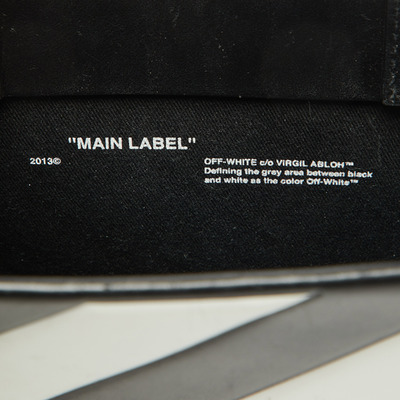 "MAIN LABEL"
2013©
OFF-WHITE c/o VIRGIL ABLOH™
Defining the gray area between black
and white as the color Off-White™